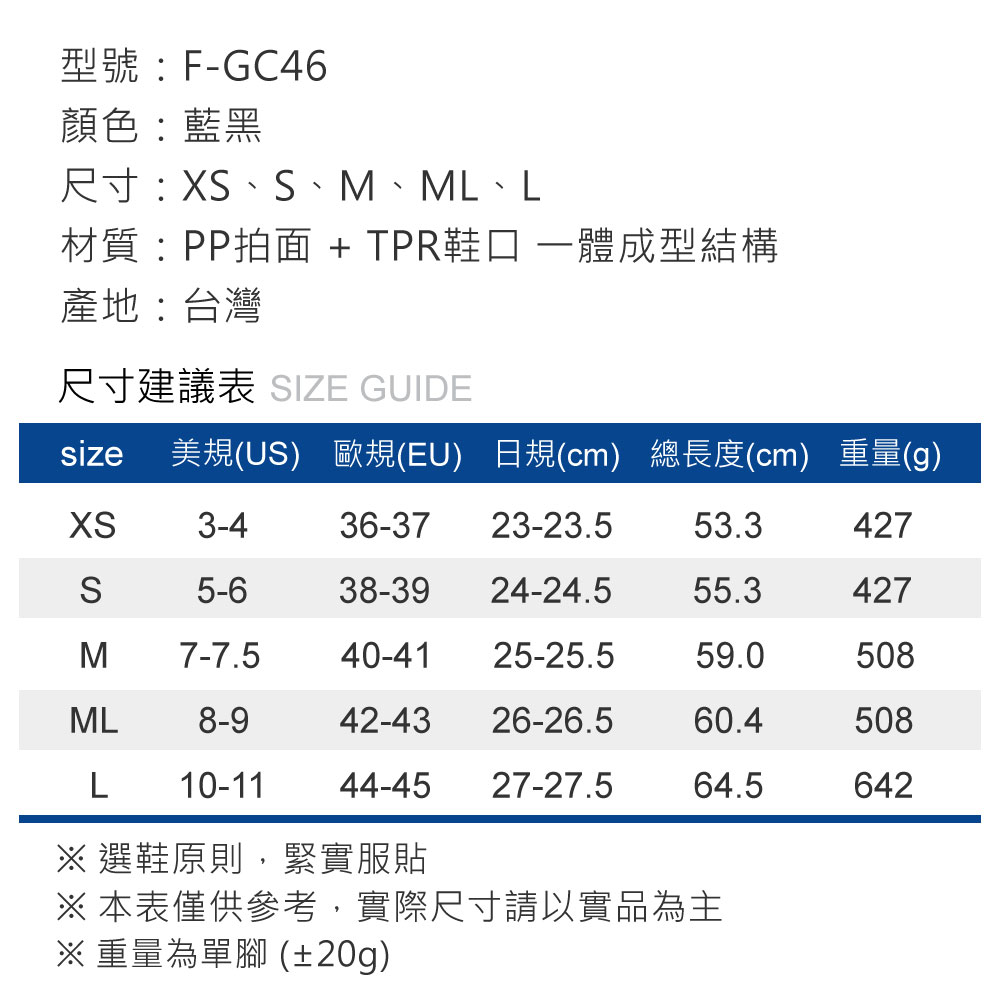 型號：F-GC46
顏色：藍黑
尺寸：XS、S、M、ML、L
材質：PP拍面 + TPR鞋口 一體成型結構
產地：台灣
尺寸建議表 SIZE GUIDE
size 美規(US) 歐規(EU) 日規(cm) 總長度(cm) 重量(g)
XS 3-4 36-37 23-23.5 53.3 427
S 5-6 38-39 24-24.5 55.3 427
M 7-7.5 40-41 25-25.5 59.0 508
ML 8-9 42-43 26-26.5 60.4 508
L 10-11 44-45 27-27.5 64.5 642
※ 選鞋原則，緊實服貼
※ 本表僅供參考，實際尺寸請以實品為主
※ 重量為單腳 (±20g)